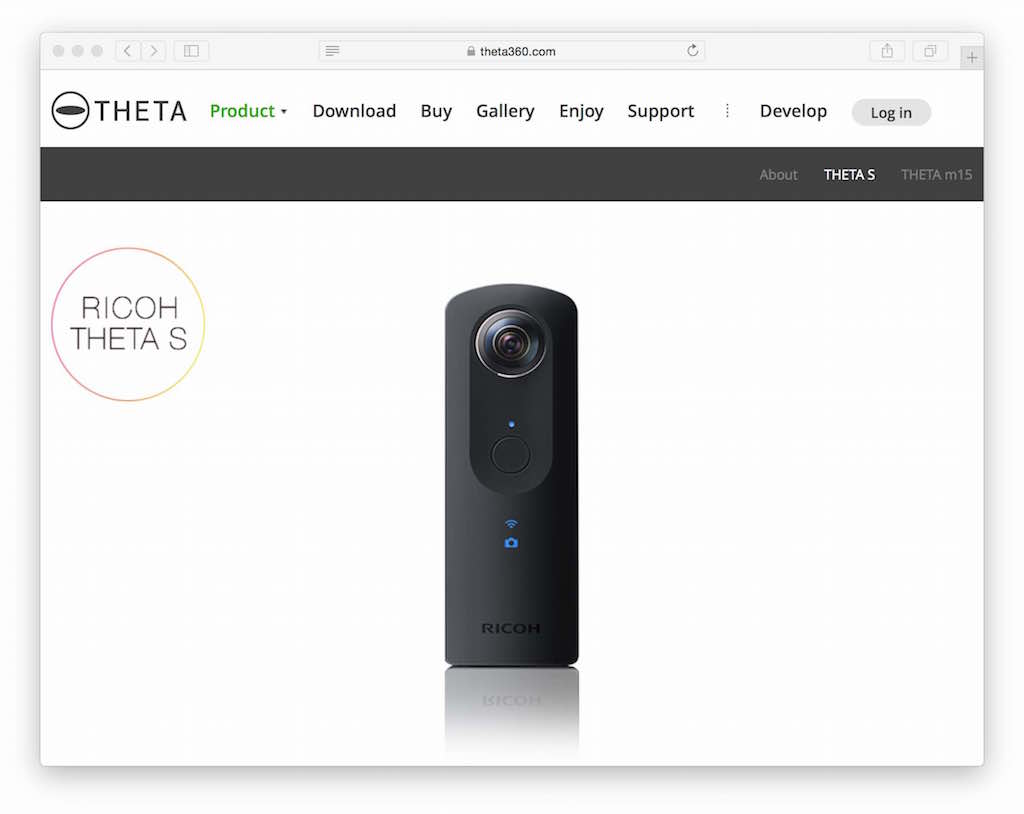 theta360.com
THETA
Product Download Buy Gallery Enjoy Support Develop Log in
About THETA S THETA m15
RICOH
THETA S
RICOH
RICOH